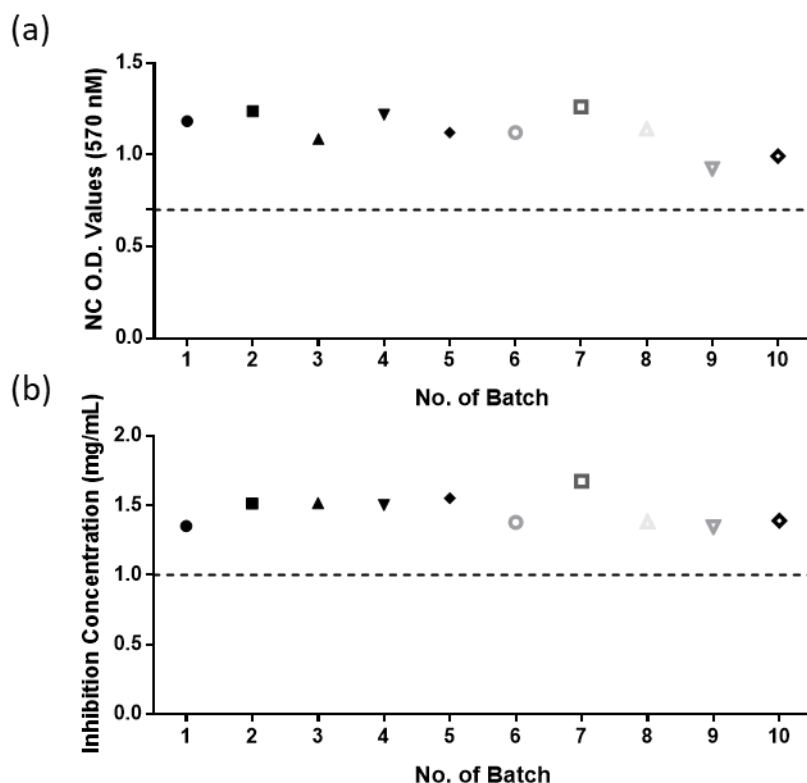 (a)
NC O.D. Values (570 nM)
1.5
1.0
0.5
0.0
1 2 3 4 5 6 7 8 9 10
No. of Batch
(b)
Inhibition Concentration (mg/mL)
2.0
1.5
1.0
0.5
0.0
1 2 3 4 5 6 7 8 9 10
No. of Batch